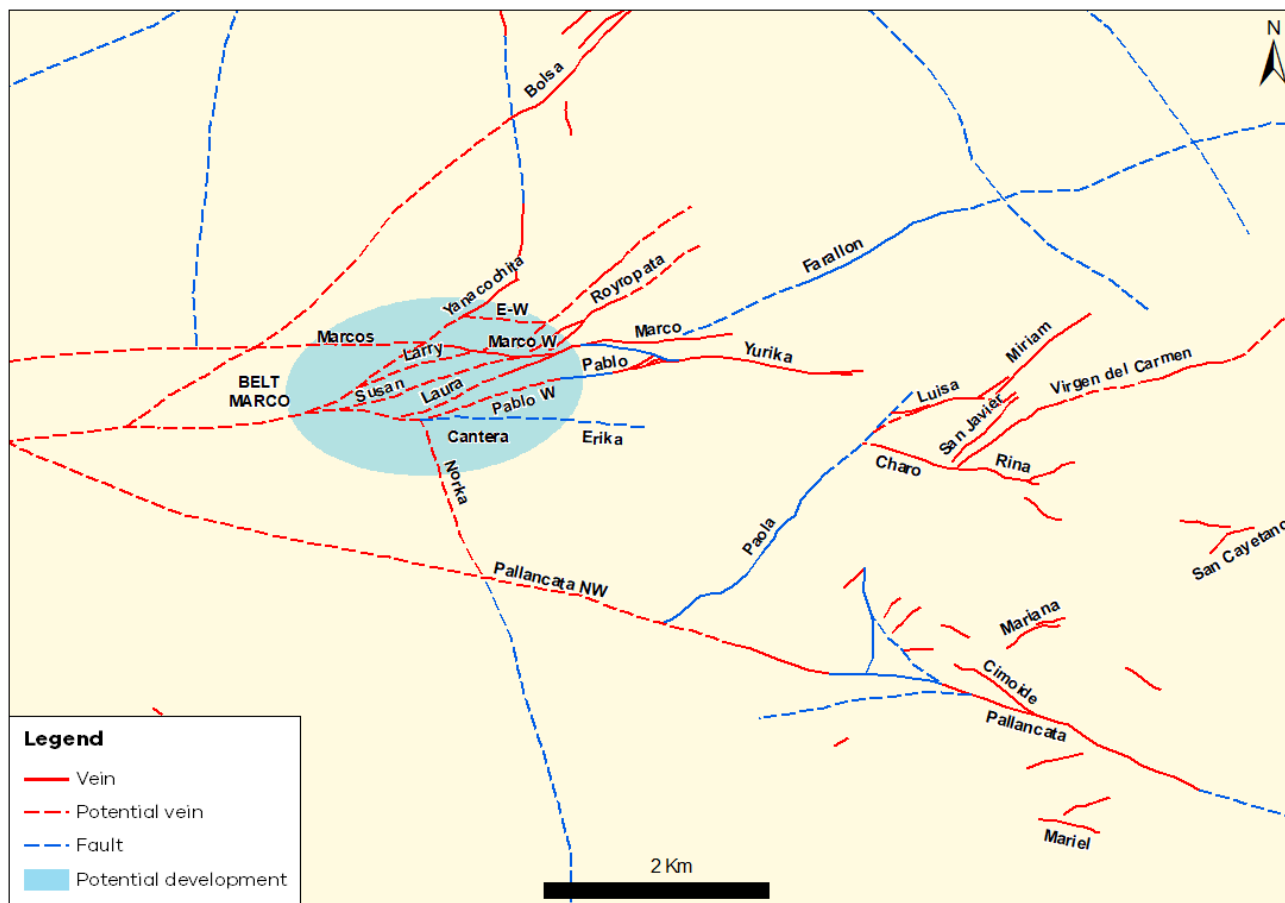 N
Bolsa
Farallon
Yanacochita
Royropata
E-W
Marcos
Marco
Larry
Marco W
Miriam
Pablo
Yurika
Virgen del Carmen
BELT
MARCO
Susan
Laura
Luisa
Pablo W
San Javier
Cantera
Erika
Charo
Rina
Norka
Paola
San Cayetano
Pallancata NW
Mariana
Cimoide
Pallancata
Legend
Vein
Potential vein
Fault
Potential development
Mariel
2 Km